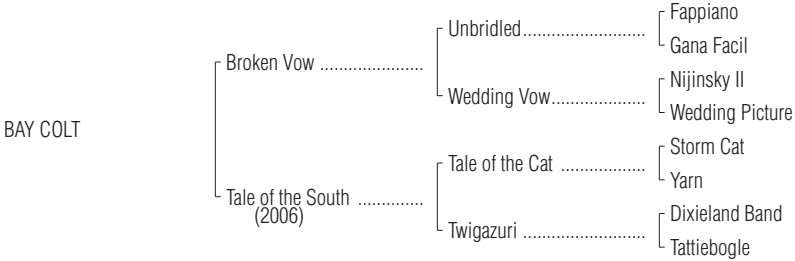 Fappiano
Unbridled..........................
Gana Facil
Broken Vow ......................
Nijinsky II
Wedding Vow....................
Wedding Picture
BAY COLT
Storm Cat
Tale of the Cat ..................
Yarn
Tale of the South ..............
(2006)
Dixieland Band
Twigazuri ..........................
Tattiebogle